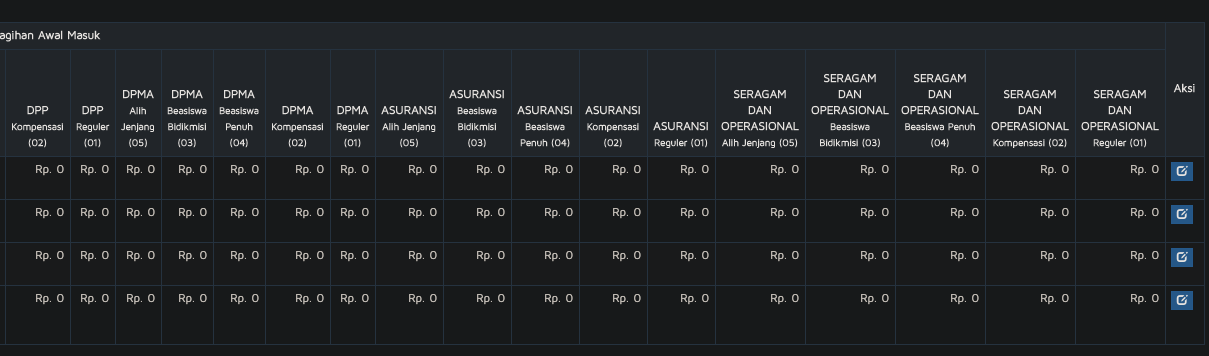 agihan Awal Masuk
DPP Kompensasi (02)
DPP Reguler (01)
DPMA Alih Jenjang (05)
DPMA Beasiswa Bidikmisi (03)
DPMA Beasiswa Penuh (04)
DPMA Kompensasi (02)
DPMA Reguler (01)
ASURANSI Alih Jenjang (05)
ASURANSI Beasiswa Bidikmisi (03)
ASURANSI Beasiswa Penuh (04)
ASURANSI Kompensasi (02)
ASURANSI Reguler (01)
SERAGAM DAN OPERASIONAL Alih Jenjang (05)
SERAGAM DAN OPERASIONAL Beasiswa Bidikmisi (03)
SERAGAM DAN OPERASIONAL Beasiswa Penuh (04)
SERAGAM DAN OPERASIONAL Kompensasi (02)
SERAGAM DAN OPERASIONAL Reguler (01)
Aksi
Rp. 0 Rp. 0 Rp. 0 Rp. 0 Rp. 0 Rp. 0 Rp. 0 Rp. 0 Rp. 0 Rp. 0 Rp. 0 Rp. 0 Rp. 0 Rp. 0 Rp. 0 Rp. 0 Rp. 0
Rp. 0 Rp. 0 Rp. 0 Rp. 0 Rp. 0 Rp. 0 Rp. 0 Rp. 0 Rp. 0 Rp. 0 Rp. 0 Rp. 0 Rp. 0 Rp. 0 Rp. 0 Rp. 0 Rp. 0
Rp. 0 Rp. 0 Rp. 0 Rp. 0 Rp. 0 Rp. 0 Rp. 0 Rp. 0 Rp. 0 Rp. 0 Rp. 0 Rp. 0 Rp. 0 Rp. 0 Rp. 0 Rp. 0 Rp. 0
Rp. 0 Rp. 0 Rp. 0 Rp. 0 Rp. 0 Rp. 0 Rp. 0 Rp. 0 Rp. 0 Rp. 0 Rp. 0 Rp. 0 Rp. 0 Rp. 0 Rp. 0 Rp. 0 Rp. 0